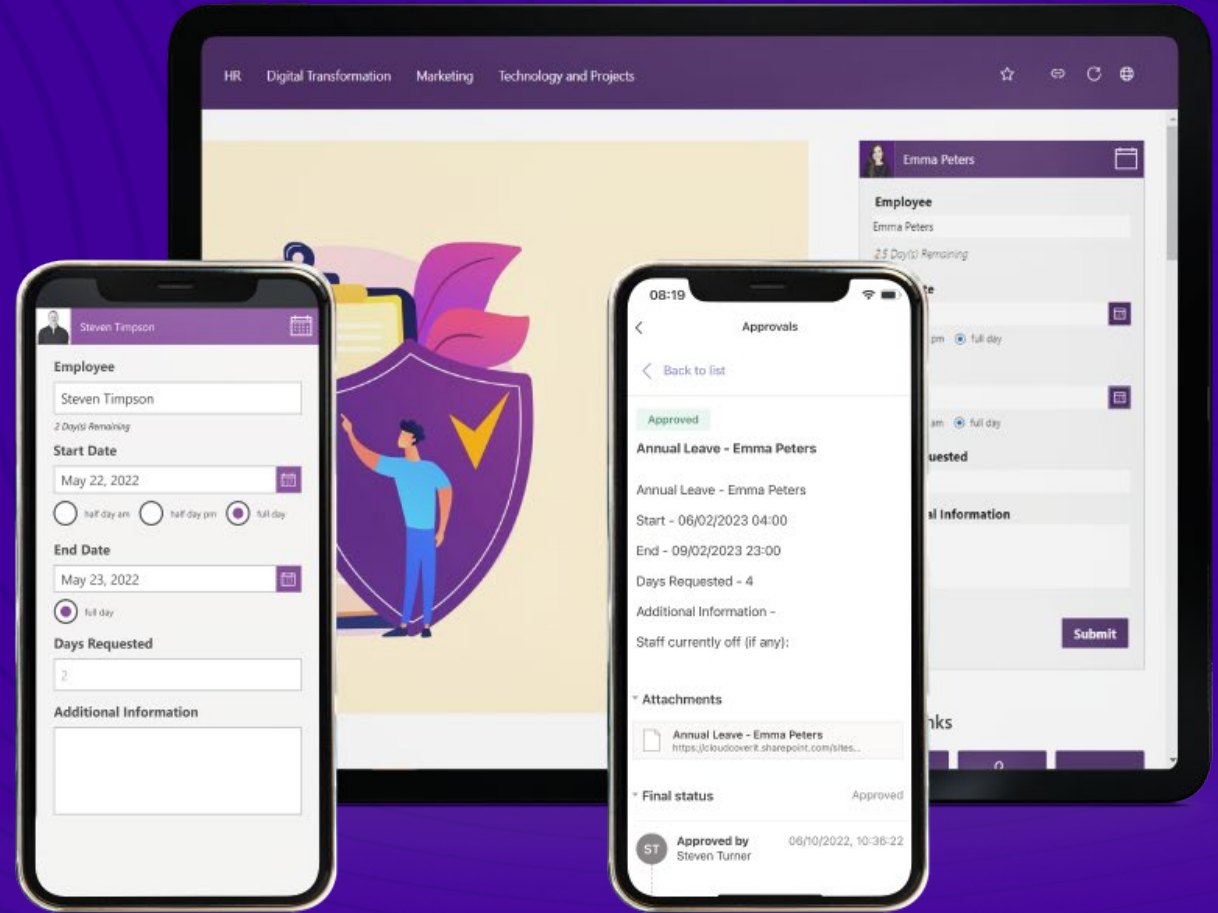 HR Digital Transformation Marketing Technology and Projects
Emma Peters
Employee
Emma Peters
2.5 Day(s) Remaining
te
pm full day
am full day
uested
al Information
Submit
nks
Steven Timpson
Employee
Steven Timpson
2 Day(s) Remaining
Start Date
May 22, 2022
half day am half day pm full day
End Date
May 23, 2022
full day
Days Requested
2
Additional Information
08:19
Approvals
Back to list
Approved
Annual Leave - Emma Peters
Annual Leave - Emma Peters
Start - 06/02/2023 04:00
End - 09/02/2023 23:00
Days Requested - 4
Additional Information -
Staff currently off (if any):
Attachments
Annual Leave - Emma Peters
https://cloudcoverit.sharepoint.com/sites...
Final status Approved
ST Approved by 06/10/2022, 10:36:22
Steven Turner